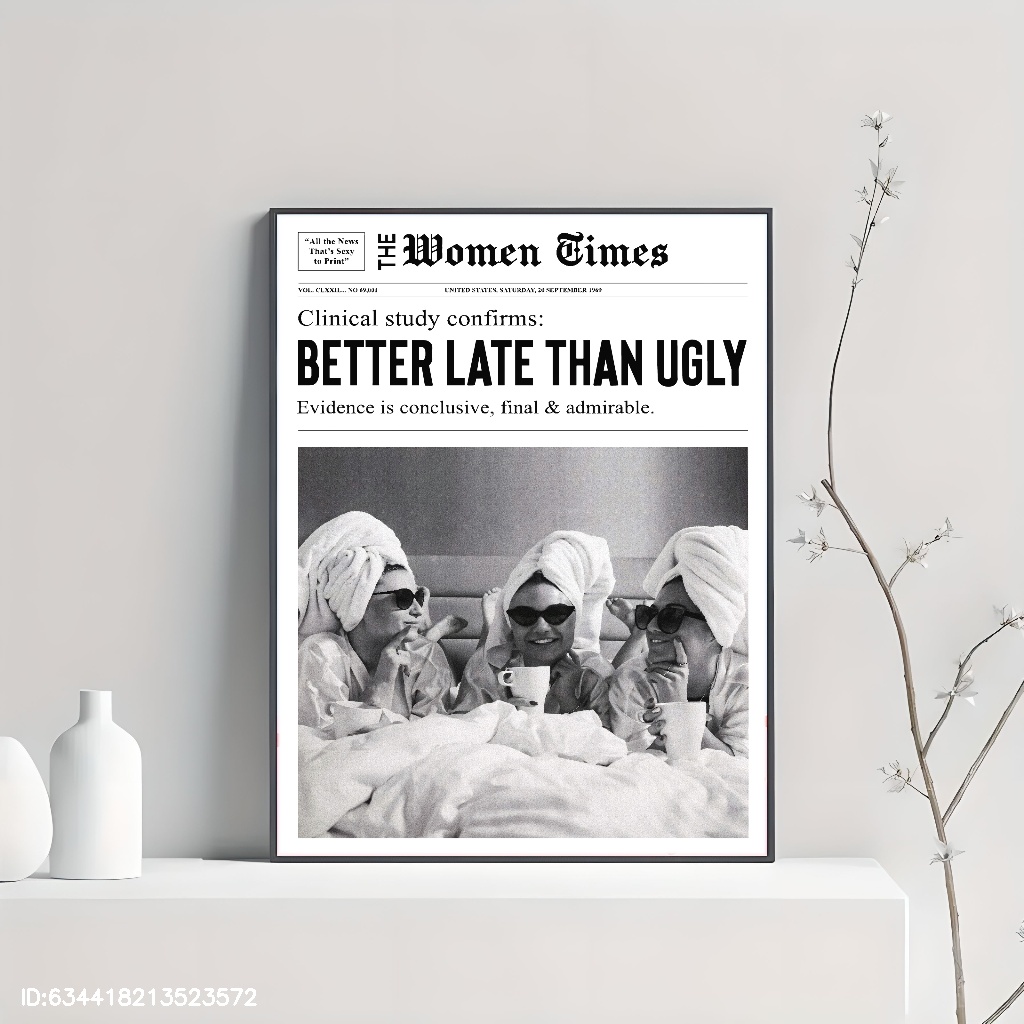 "All the News
That's Sexy
to Print"
THE Women Times
UNITED STATES, SATURDAY, 20 SEPTEMBER 1969
Clinical study confirms:
BETTER LATE THAN UGLY
Evidence is conclusive, final & admirable.
ID:634418213523572